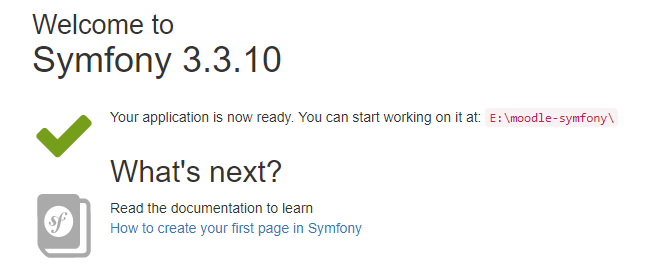 Welcome to
Symfony 3.3.10
Your application is now ready. You can start working on it at: E:\moodle-symfony\
What's next?
sf
Read the documentation to learn
How to create your first page in Symfony